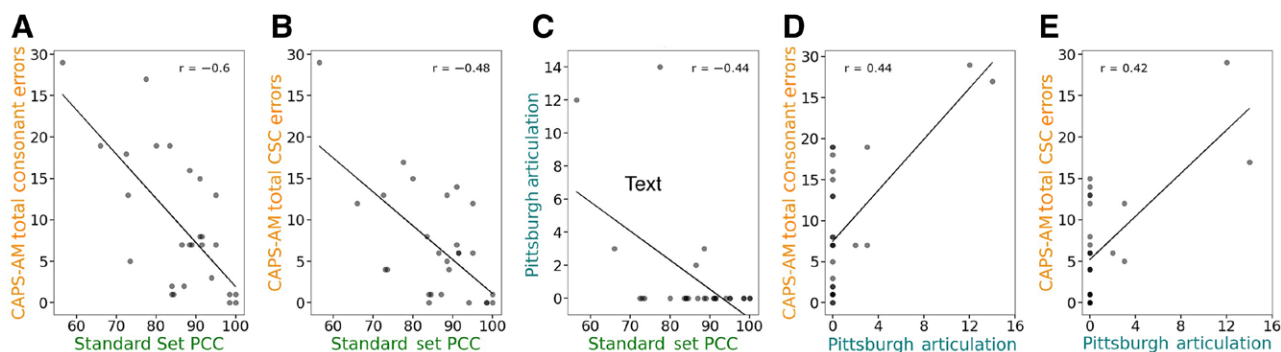 A
CAPS-AM total consonant errors
30
15
20
15
10
5
0
r = −0.6
60 70 80 90 100
Standard Set PCC
B
CAPS-AM total CSC errors
30
15
20
15
10
5
0
r = −0.48
60 70 80 90 100
Standard set PCC
C
Pittsburgh articulation
14
12
10
8
6
4
2
0
r = −0.44
Text
60 70 80 90 100
Standard set PCC
D
CAPS-AM total consonant errors
30
15
20
15
10
5
0
r = 0.44
0 4 8 12 16
Pittsburgh articulation
E
CAPS-AM total CSC errors
30
15
20
15
10
5
0
r = 0.42
0 4 8 12 16
Pittsburgh articulation